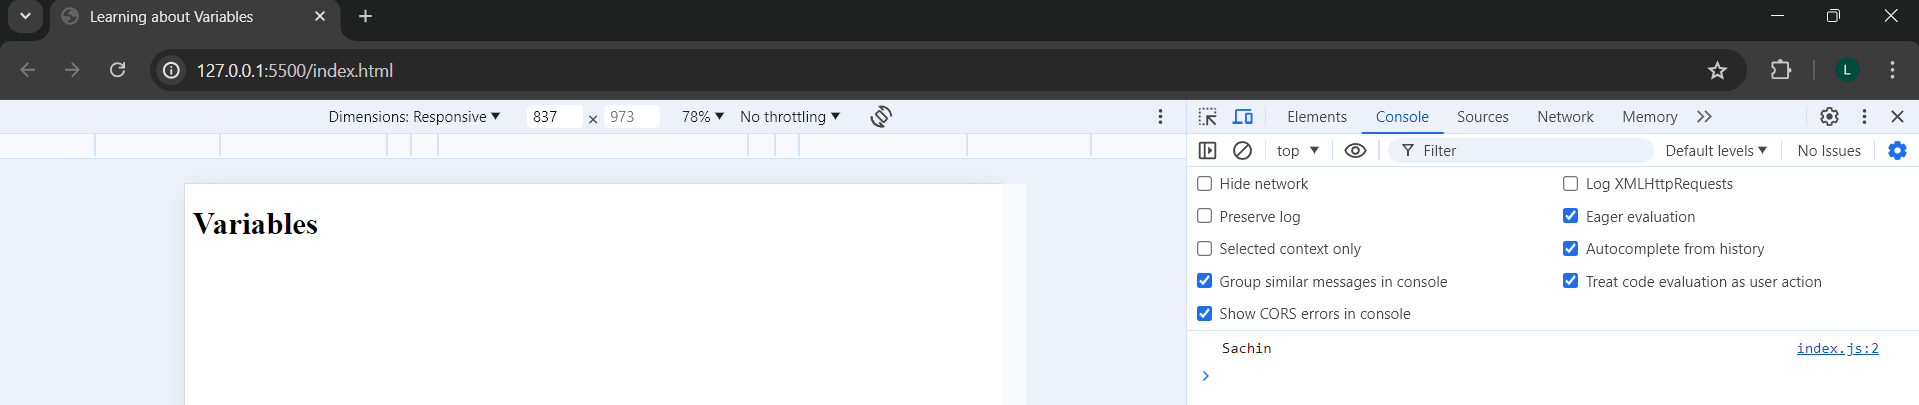 Learning about Variables
127.0.0.1:5500/index.html
L
Dimensions: Responsive 837 × 973 78% No throttling
Elements Console Sources Network Memory
top Filter Default levels No Issues
Hide network Log XMLHttpRequests
Preserve log Eager evaluation
Selected context only Autocomplete from history
Group similar messages in console Treat code evaluation as user action
Show CORS errors in console
Variables
Sachin index.js:2